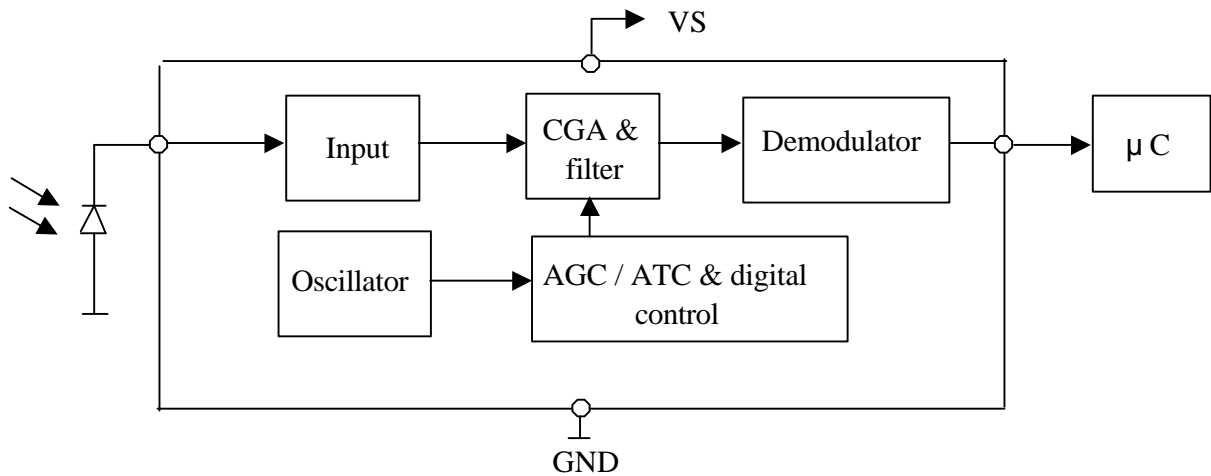 VS
Input
CGA &
filter
Demodulator
µ C
Oscillator
AGC / ATC & digital
control
GND